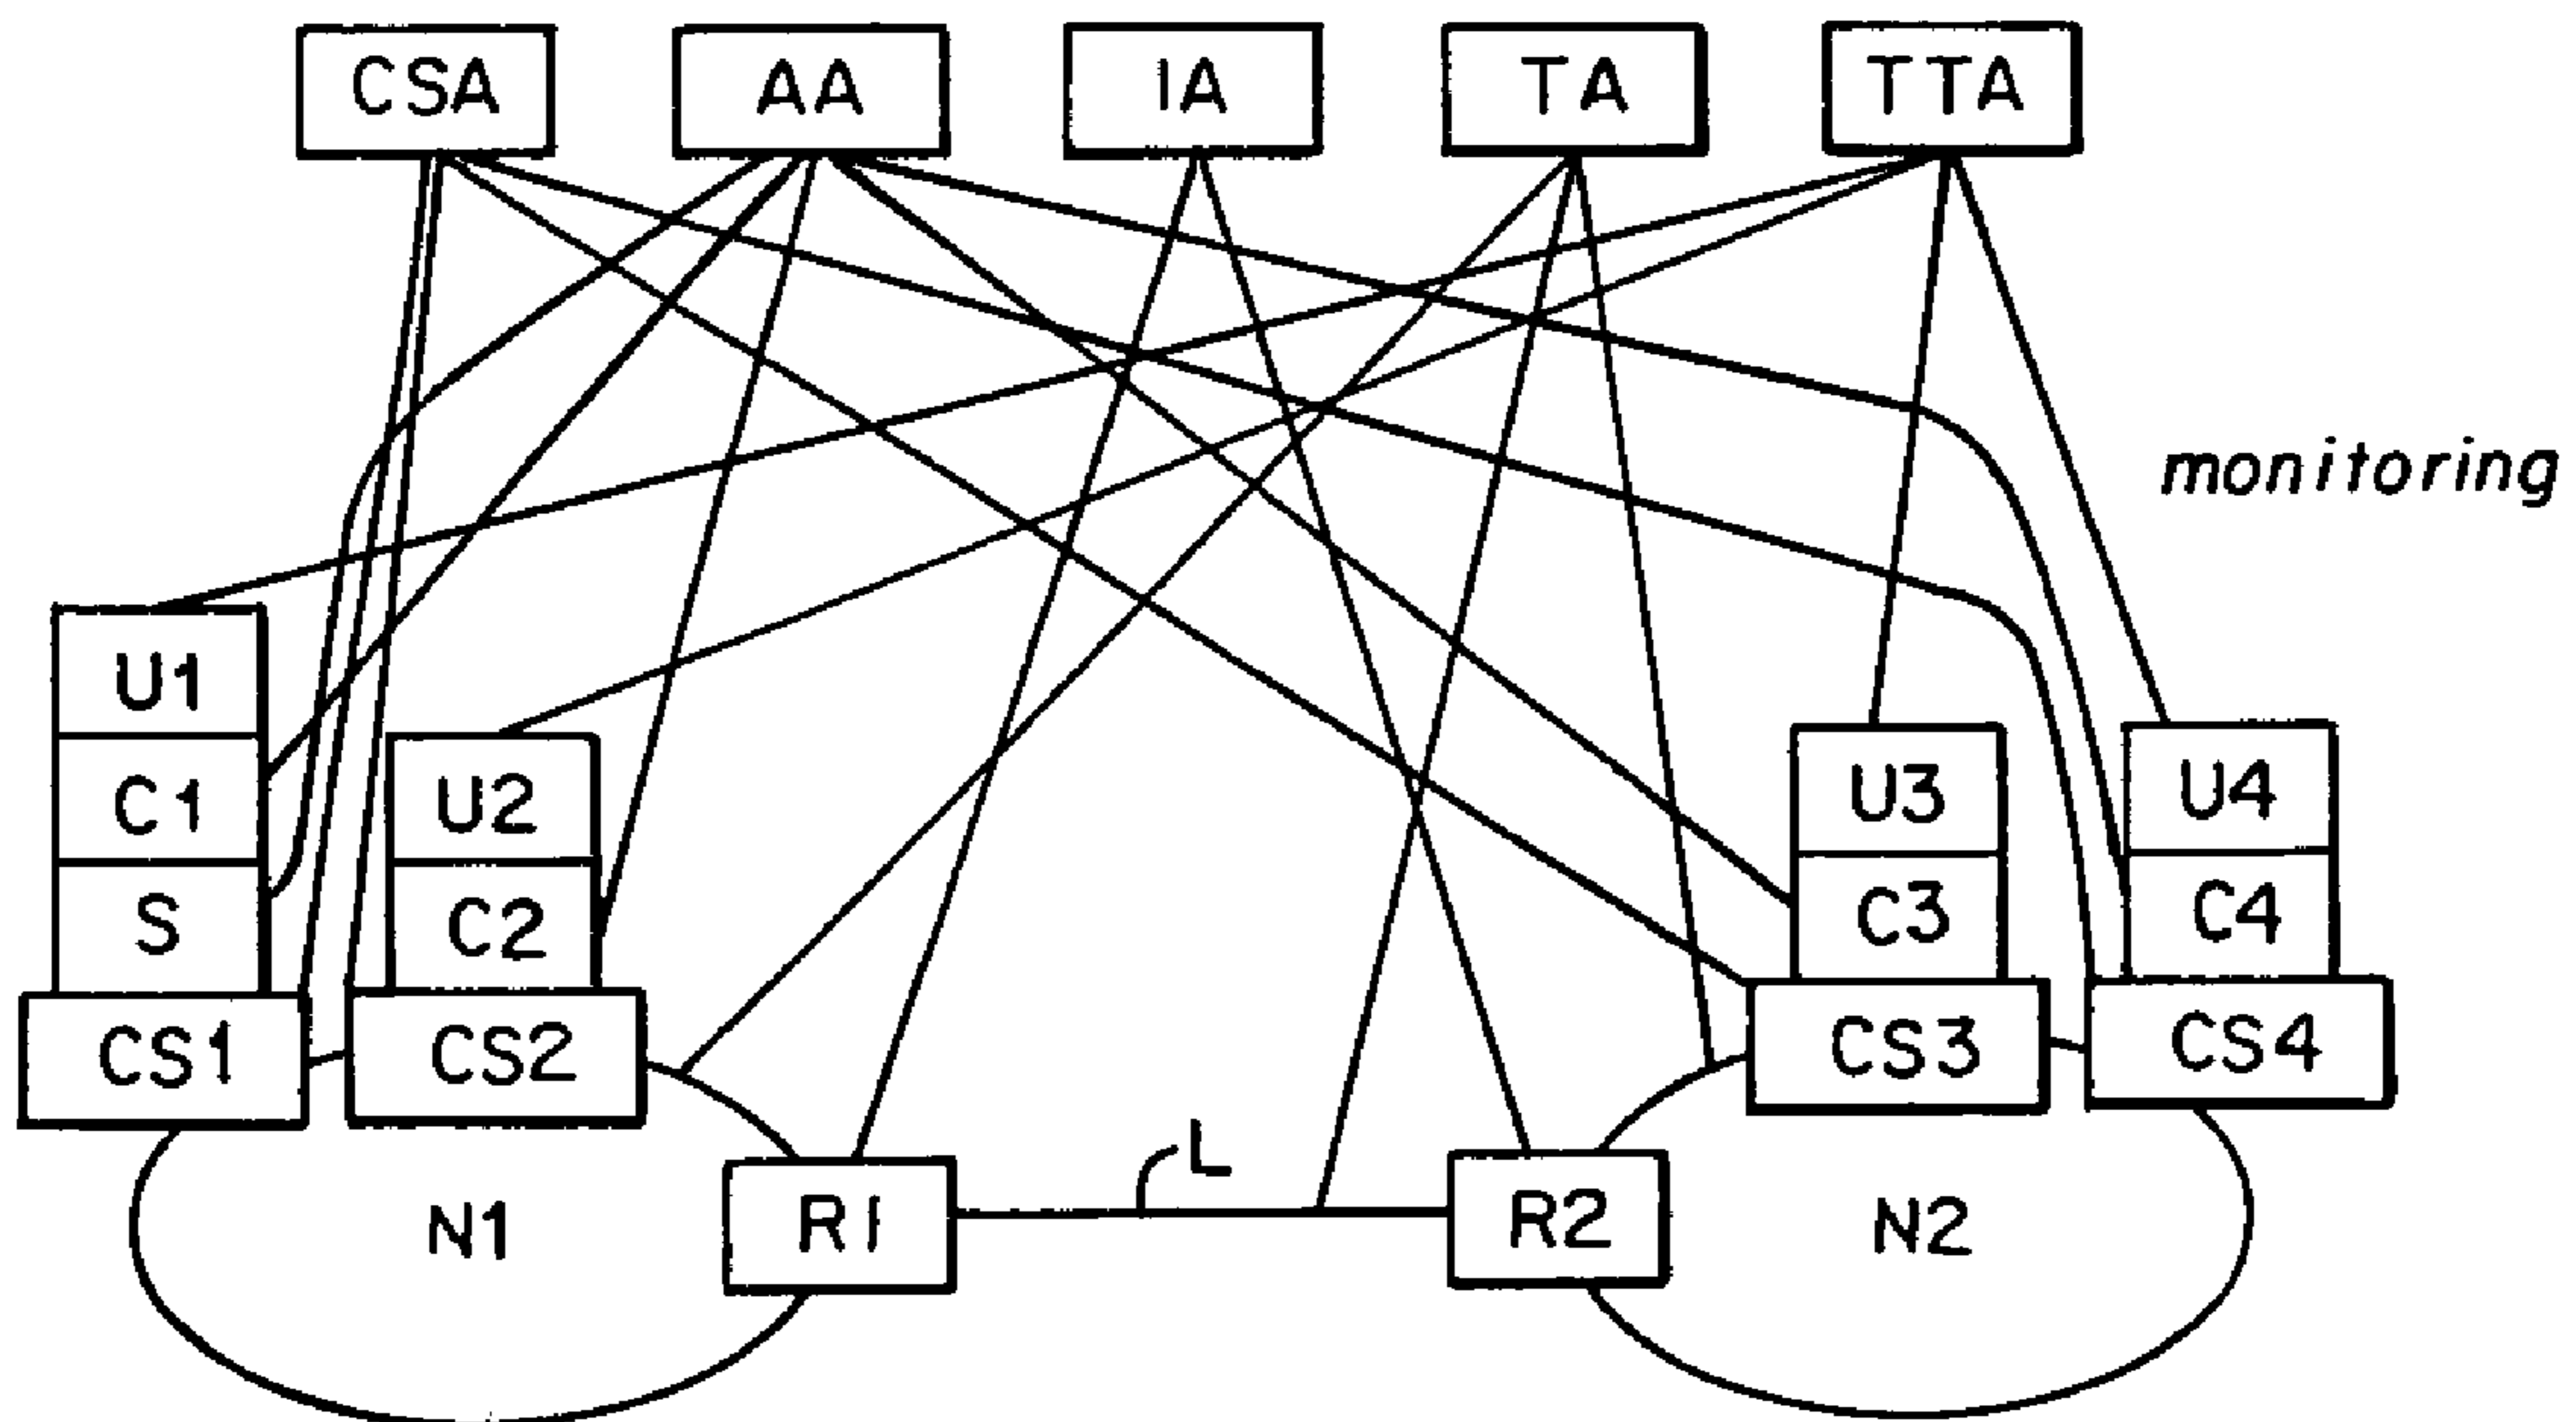 CSA AA IA TA TTA
monitoring
U1
C1
S
CS1
U2
C2
CS2
U3
C3
CS3
U4
C4
CS4
L
N1 R1 R2 N2